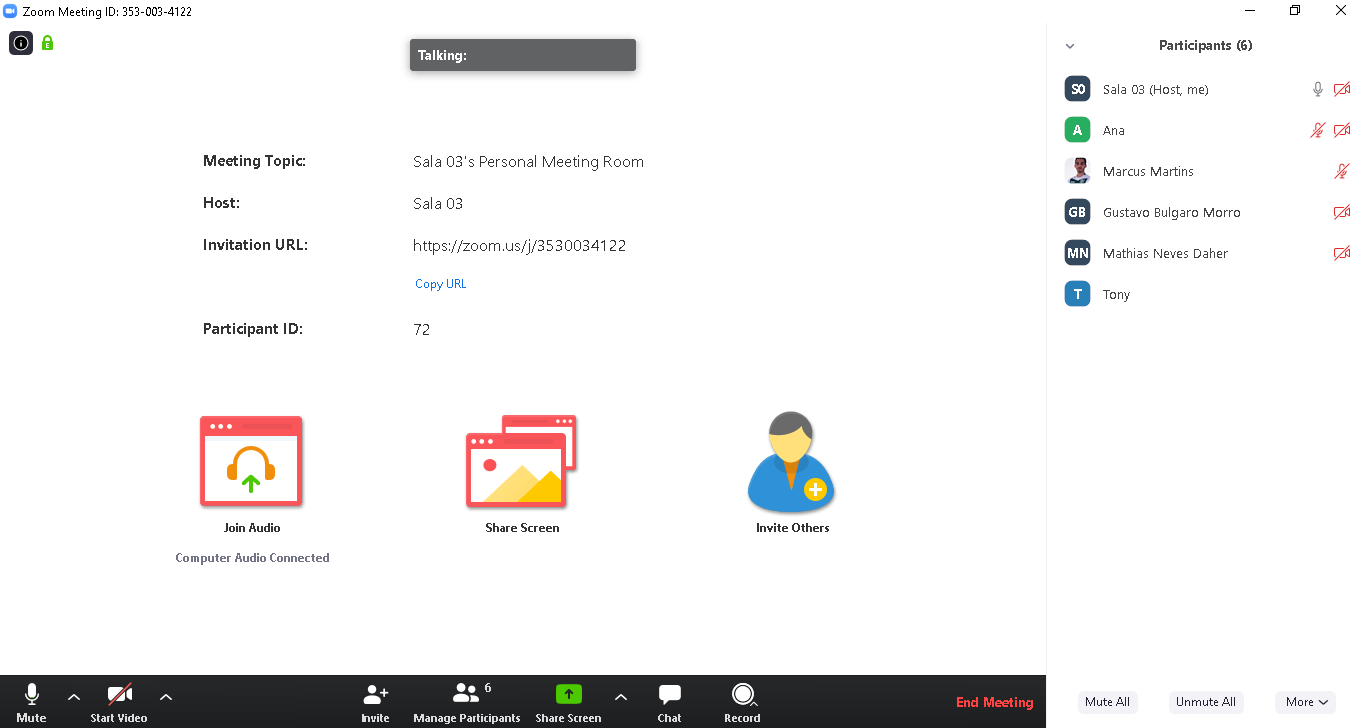 Zoom Meeting ID: 353-003-4122
Talking:
Meeting Topic: Sala 03's Personal Meeting Room
Host: Sala 03
Invitation URL: https://zoom.us/j/3530034122
Copy URL
Participant ID: 72
Join Audio
Computer Audio Connected
Share Screen
Invite Others
Participants (6)
SO Sala 03 (Host, me)
A Ana
Marcus Martins
GB Gustavo Bulgaro Morro
MN Mathias Neves Daher
T Tony
Mute
Start Video
Invite
6
Manage Participants
Share Screen
Chat
Record
End Meeting
Mute All
Unmute All
More